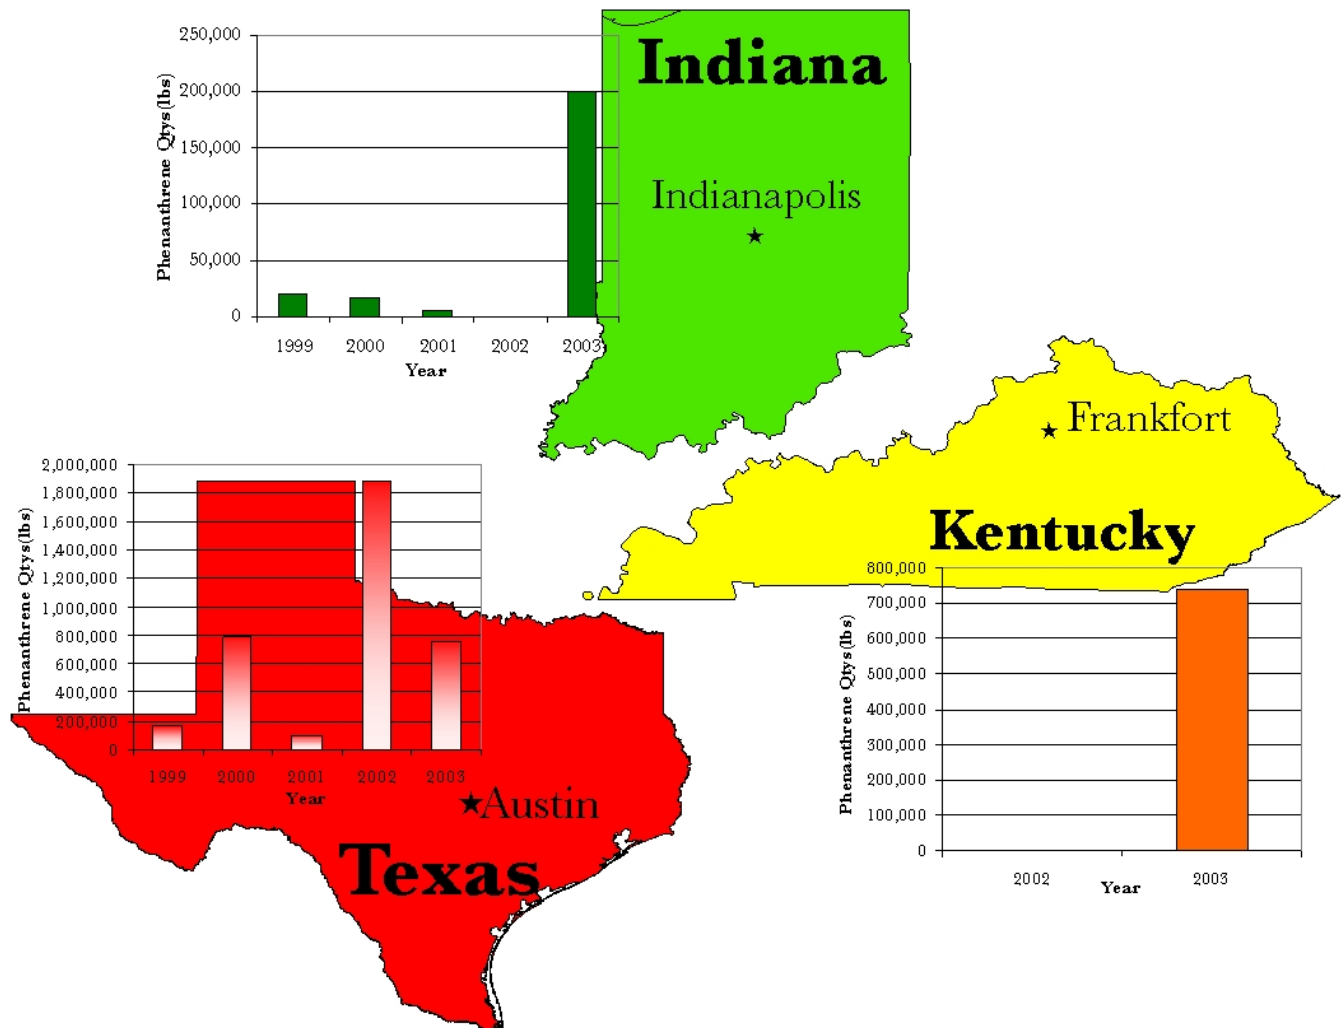 Indiana
Indianapolis
Phenanthrene Qtys(lbs)
250,000
200,000
150,000
100,000
50,000
0
1999 2000 2001 2002 2003
Year
Frankfort
Kentucky
Phenanthrene Qtys(lbs)
2,000,000
1,800,000
1,600,000
1,400,000
1,200,000
1,000,000
800,000
600,000
400,000
200,000
0
1999 2000 2001 2002 2003
Year
Austin
Texas
Phenanthrene Qtys(lbs)
800,000
700,000
600,000
500,000
400,000
300,000
200,000
100,000
0
2002 2003
Year